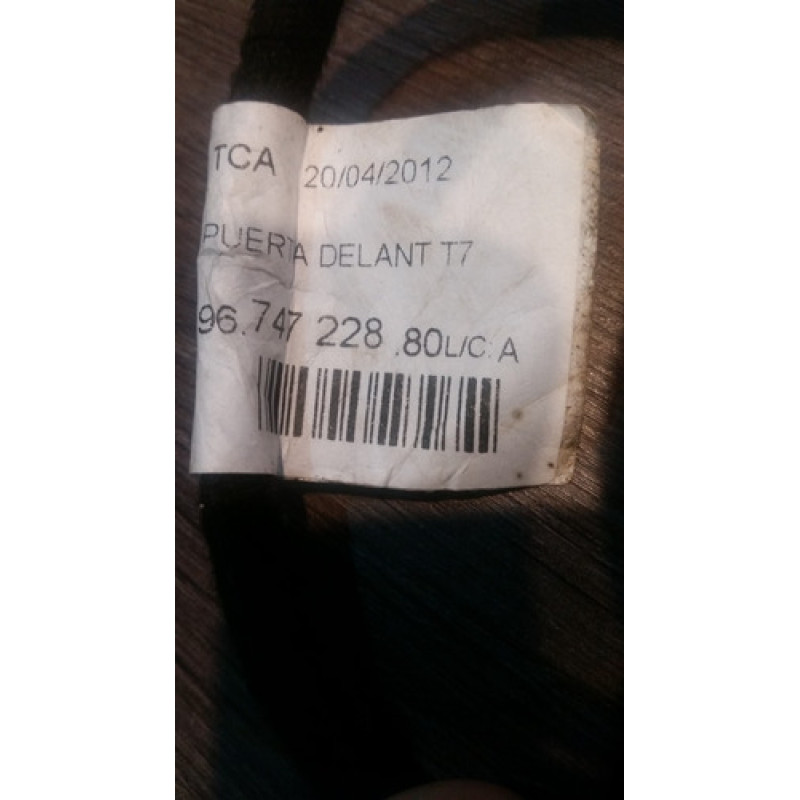 TCA 20/04/2012
PUERTA DELANT T7
96.747 228.80L/C: A